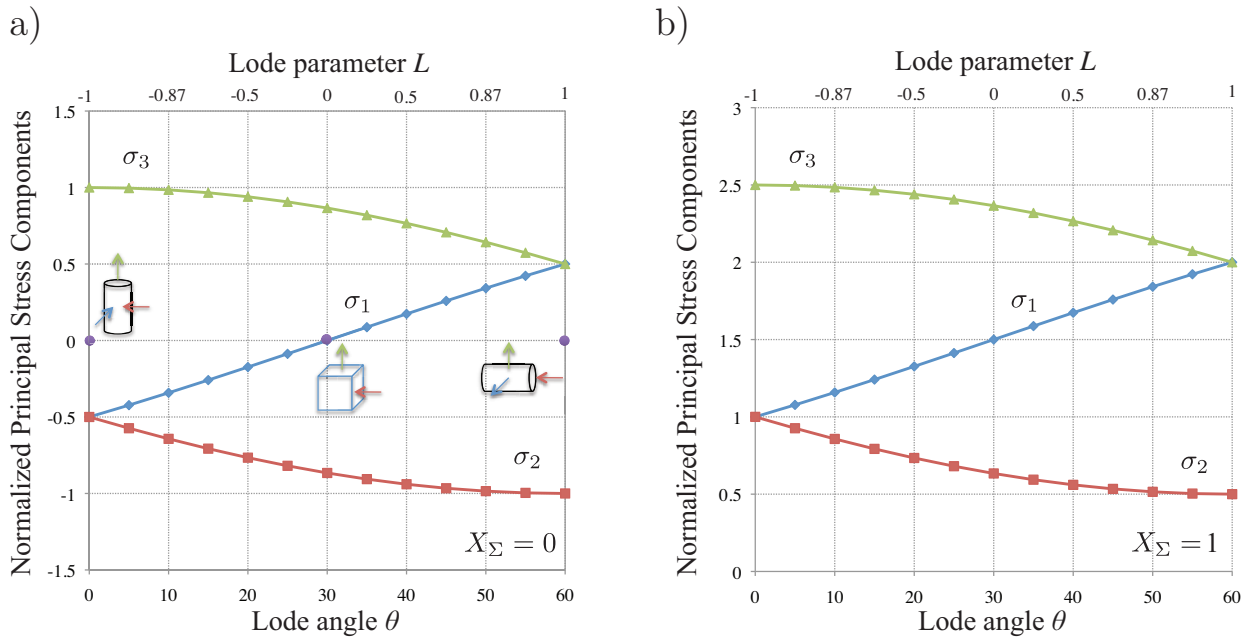 a)
Lode parameter L
-1 -0.87 -0.5 0 0.5 0.87 1
Normalized Principal Stress Components
1.5
1
0.5
0
-0.5
-1
-1.5
σ3
σ1
σ2
XΣ = 0
0 10 20 30 40 50 60
Lode angle θ
b)
Lode parameter L
-1 -0.87 -0.5 0 0.5 0.87 1
Normalized Principal Stress Components
3
2.5
2
1.5
1
0.5
0
σ3
σ1
σ2
XΣ = 1
0 10 20 30 40 50 60
Lode angle θ